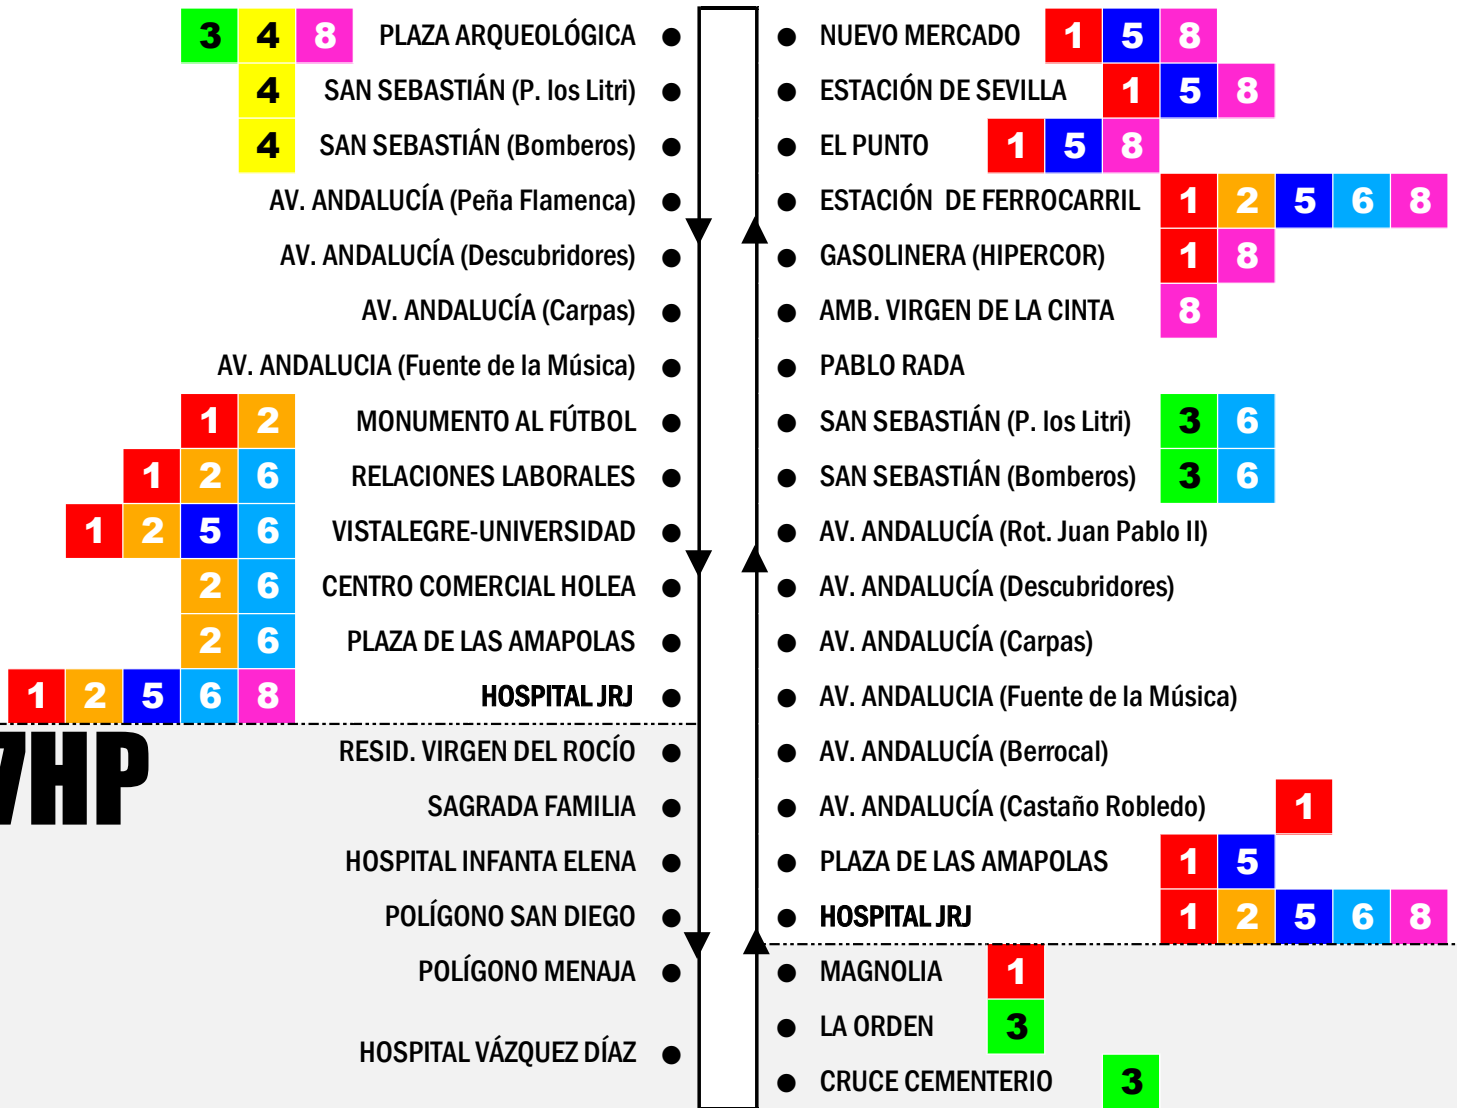 3 4 8 PLAZA ARQUEOLÓGICA
4 SAN SEBASTIÁN (P. los Litri)
4 SAN SEBASTIÁN (Bomberos)
AV. ANDALUCÍA (Peña Flamenca)
AV. ANDALUCÍA (Descubridores)
AV. ANDALUCÍA (Carpas)
AV. ANDALUCIA (Fuente de la Música)
1 2 MONUMENTO AL FÚTBOL
1 2 6 RELACIONES LABORALES
1 2 5 6 VISTALEGRE-UNIVERSIDAD
2 6 CENTRO COMERCIAL HOLEA
2 6 PLAZA DE LAS AMAPOLAS
1 2 5 6 8 HOSPITAL JRJ
7HP
RESID. VIRGEN DEL ROCÍO
SAGRADA FAMILIA
HOSPITAL INFANTA ELENA
POLÍGONO SAN DIEGO
POLÍGONO MENAJA
HOSPITAL VÁZQUEZ DÍAZ
NUEVO MERCADO 1 5 8
ESTACIÓN DE SEVILLA 1 5 8
EL PUNTO 1 5 8
ESTACIÓN DE FERROCARRIL 1 2 5 6 8
GASOLINERA (HIPERCOR) 1 8
AMB. VIRGEN DE LA CINTA 8
PABLO RADA
SAN SEBASTIÁN (P. los Litri) 3 6
SAN SEBASTIÁN (Bomberos) 3 6
AV. ANDALUCÍA (Rot. Juan Pablo II)
AV. ANDALUCÍA (Descubridores)
AV. ANDALUCÍA (Carpas)
AV. ANDALUCIA (Fuente de la Música)
AV. ANDALUCÍA (Berrocal)
AV. ANDALUCÍA (Castaño Robledo) 1
PLAZA DE LAS AMAPOLAS 1 5
HOSPITAL JRJ 1 2 5 6 8
MAGNOLIA 1
LA ORDEN 3
CRUCE CEMENTERIO 3